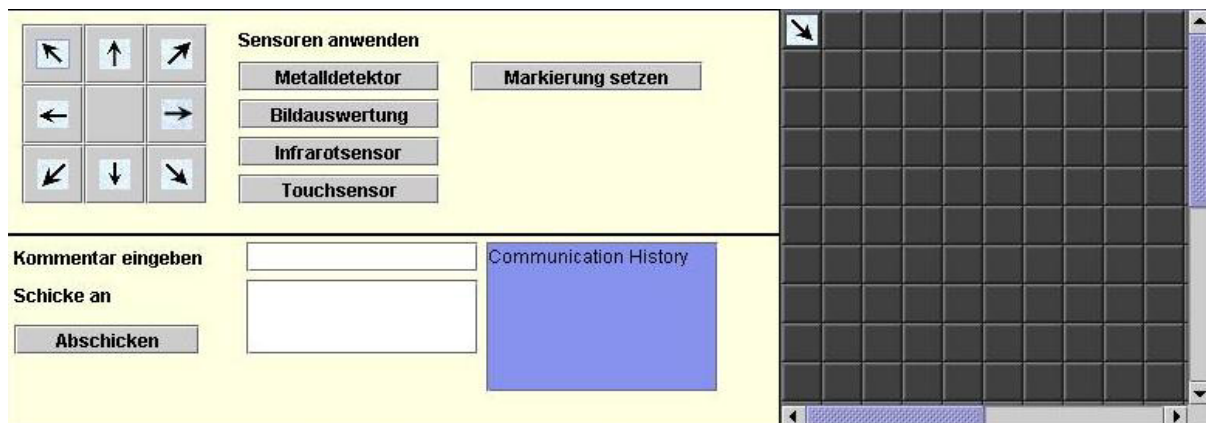 Sensoren anwenden
Metalldetektor
Markierung setzen
Bildauswertung
Infrarotsensor
Touchsensor
Kommentar eingeben
Communication History
Schicke an
Abschicken